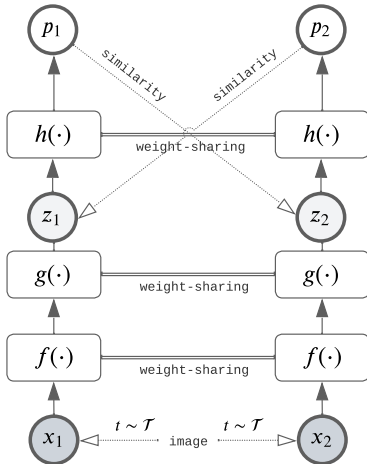 p₁ p₂
similarity similarity
h(·) h(·)
weight-sharing
z₁ z₂
g(·) g(·)
weight-sharing
f(·) f(·)
weight-sharing
t ~ 𝒯 t ~ 𝒯
x₁ image x₂